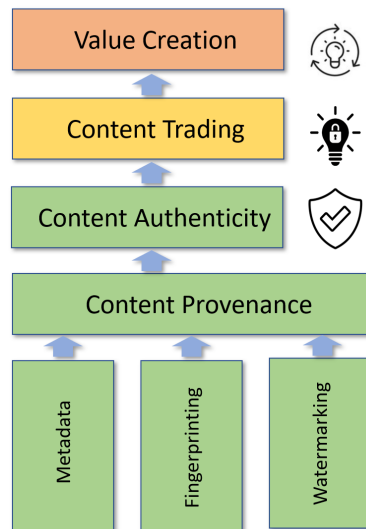 Value Creation
Content Trading
Content Authenticity
Content Provenance
Metadata
Fingerprinting
Watermarking